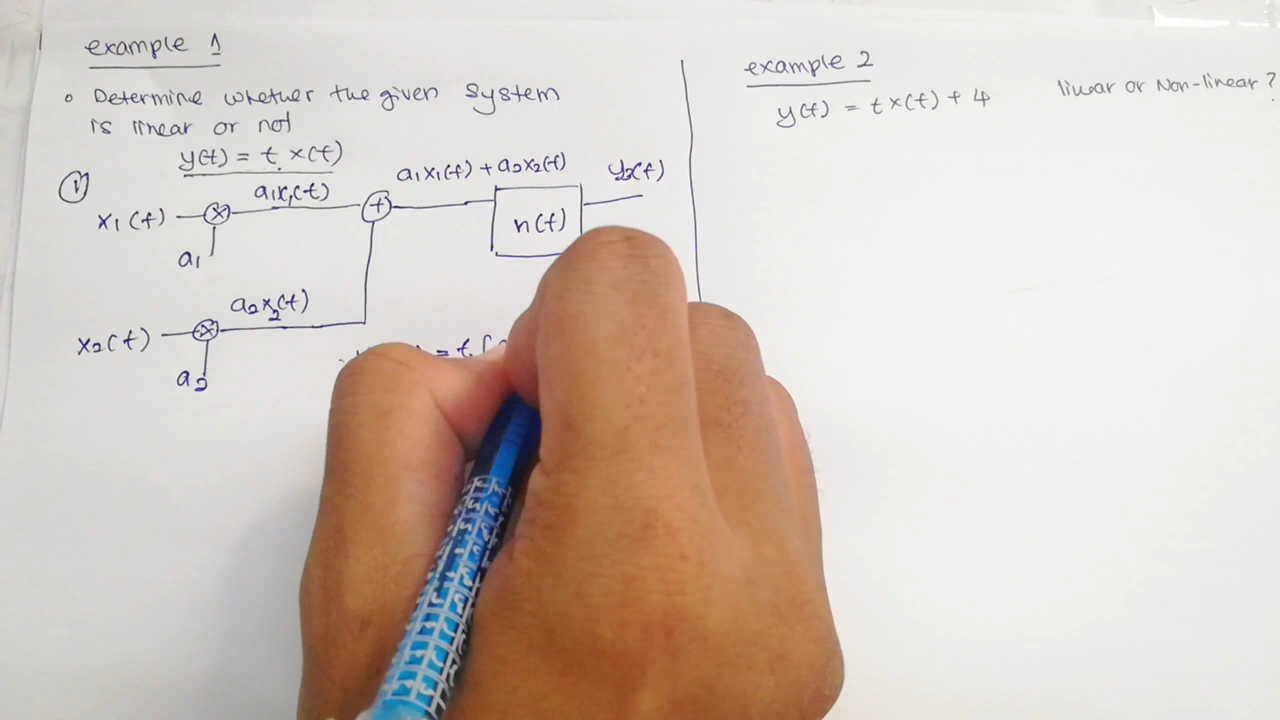 example 1
• Determine whether the given system
is linear or not
y(t) = t. x(t)
1
x1(t)
a1
a1x1(t)
+
a1x1(t) + a2x2(t)
h(t)
y2(t)
x2(t)
a2
a2x2(t)
= t.
example 2
y(t) = t x(t) + 4
linear or Non-linear ?